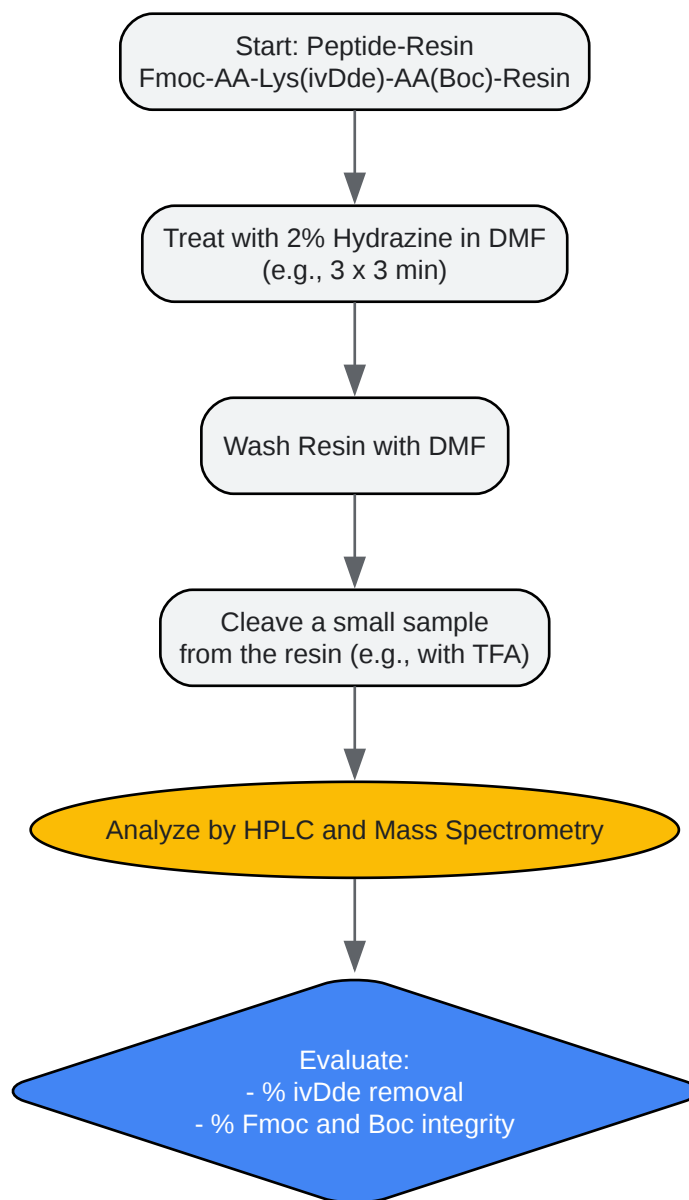 Start: Peptide-Resin
Fmoc-AA-Lys(ivDde)-AA(Boc)-Resin
Treat with 2% Hydrazine in DMF
(e.g., 3 x 3 min)
Wash Resin with DMF
Cleave a small sample
from the resin (e.g., with TFA)
Analyze by HPLC and Mass Spectrometry
Evaluate:
- % ivDde removal
- % Fmoc and Boc integrity